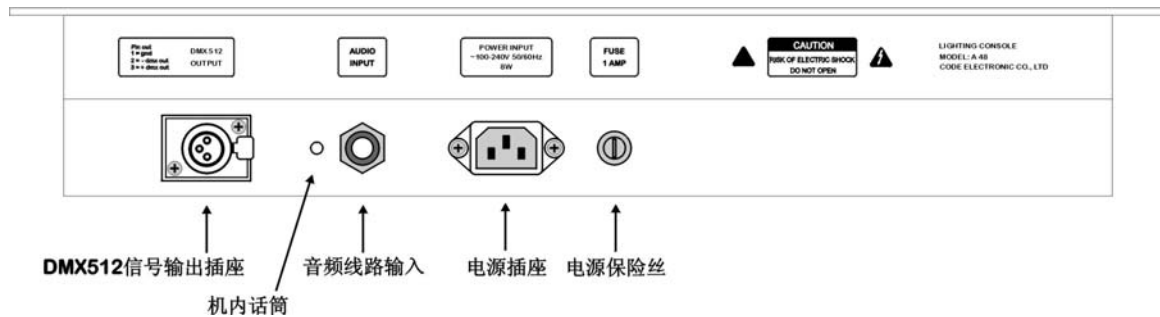 Pin out
1 = gnd
2 = - dmx out
3 = + dmx out
DMX512
OUTPUT
AUDIO
INPUT
POWER INPUT
~100-240V 50/60Hz
8W
FUSE
1 AMP
CAUTION
RISK OF ELECTRIC SHOCK
DO NOT OPEN
LIGHTING CONSOLE
MODEL: A 48
CODE ELECTRONIC CO., LTD
DMX512信号输出插座
音频线路输入
电源插座
电源保险丝
机内话筒